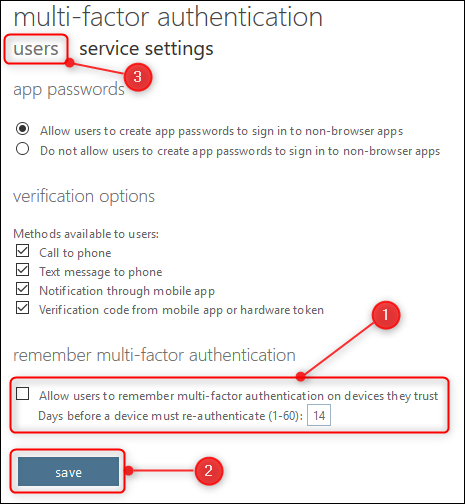 multi-factor authentication
users service settings
3
app passwords
Allow users to create app passwords to sign in to non-browser apps
Do not allow users to create app passwords to sign in to non-browser apps
verification options
Methods available to users:
Call to phone
Text message to phone
Notification through mobile app
Verification code from mobile app or hardware token
1
remember multi-factor authentication
Allow users to remember multi-factor authentication on devices they trust
Days before a device must re-authenticate (1-60): 14
save
2